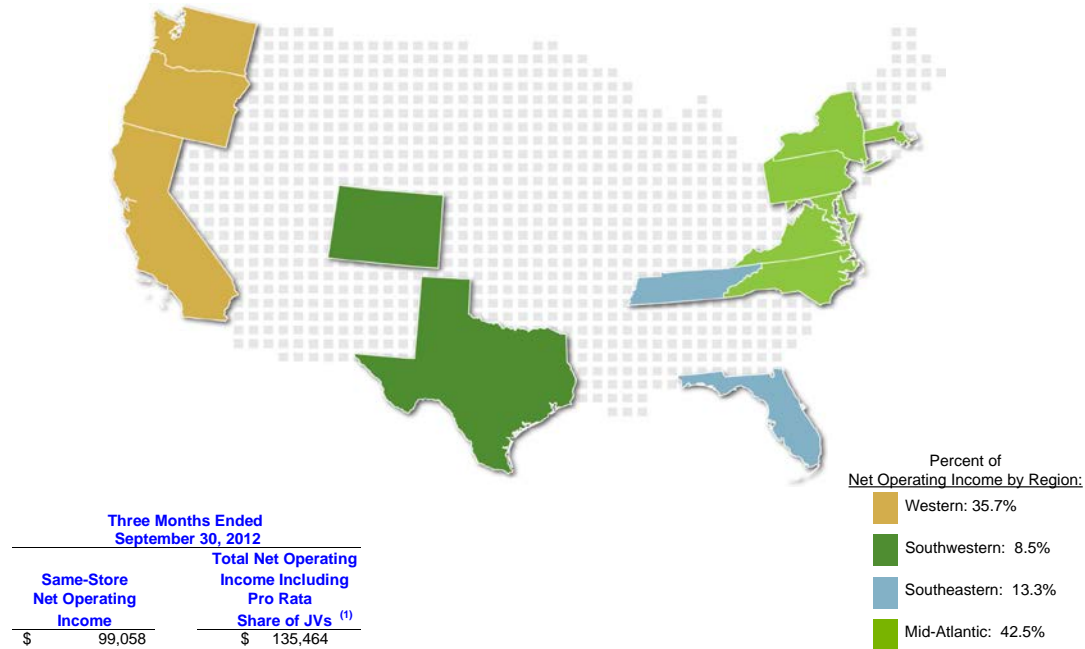 Percent of
Net Operating Income by Region:
Western: 35.7%
Southwestern: 8.5%
Southeastern: 13.3%
Mid-Atlantic: 42.5%
Three Months Ended
September 30, 2012
Same-Store
Net Operating
Income
Total Net Operating
Income Including
Pro Rata
Share of JVs (1)
$ 99,058 $ 135,464